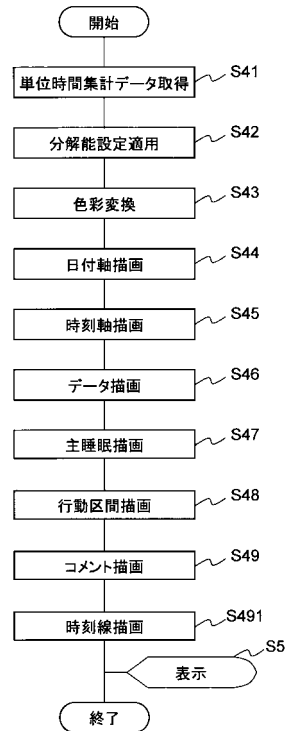 開始
単位時間集計データ取得 S41
分解能設定適用 S42
色彩変換 S43
日付軸描画 S44
時刻軸描画 S45
データ描画 S46
主睡眠描画 S47
行動区間描画 S48
コメント描画 S49
時刻線描画 S491
表示 S5
終了